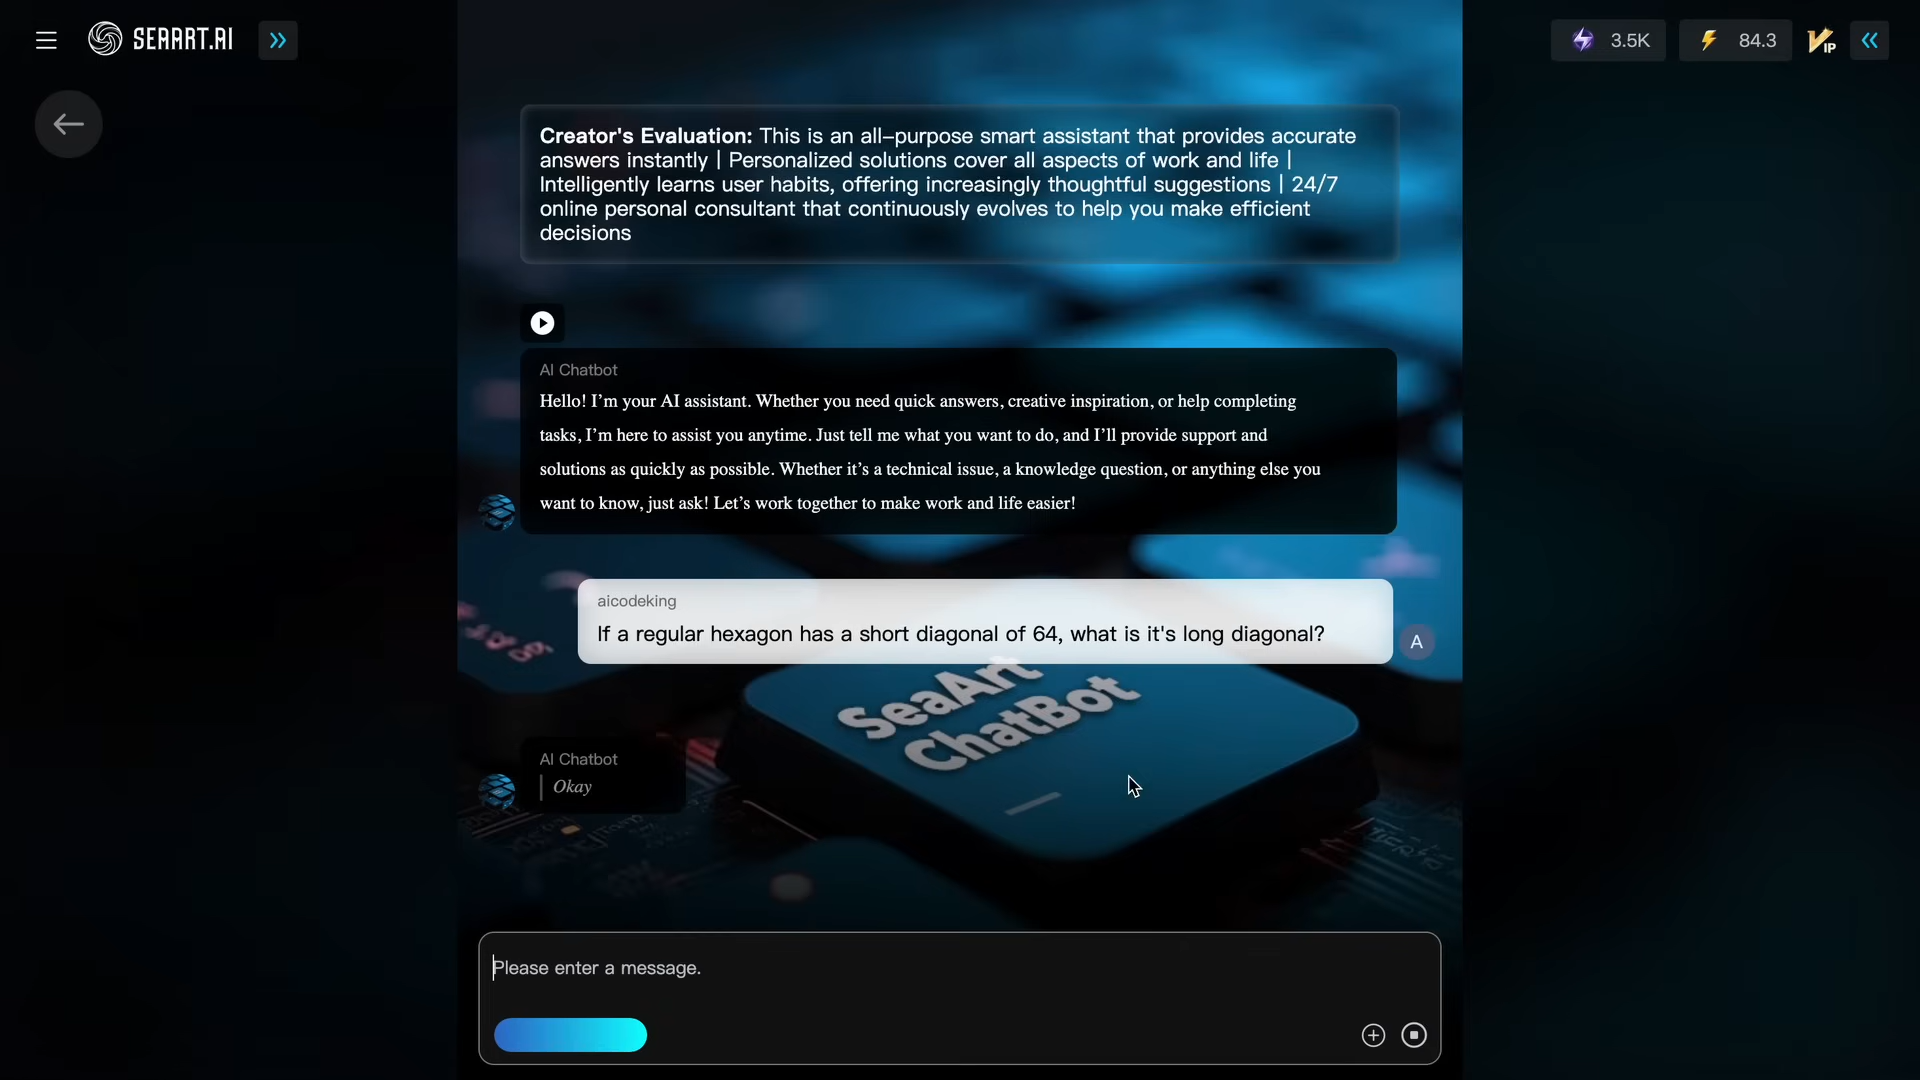 SEAART.AI
3.5K
84.3
VIP
Creator's Evaluation: This is an all-purpose smart assistant that provides accurate
answers instantly | Personalized solutions cover all aspects of work and life |
Intelligently learns user habits, offering increasingly thoughtful suggestions | 24/7
online personal consultant that continuously evolves to help you make efficient
decisions
AI Chatbot
Hello! I’m your AI assistant. Whether you need quick answers, creative inspiration, or help completing
tasks, I’m here to assist you anytime. Just tell me what you want to do, and I’ll provide support and
solutions as quickly as possible. Whether it’s a technical issue, a knowledge question, or anything else you
want to know, just ask! Let’s work together to make work and life easier!
aicodeking
If a regular hexagon has a short diagonal of 64, what is it's long diagonal?
A
SeaArt
ChatBot
AI Chatbot
Okay
Please enter a message.